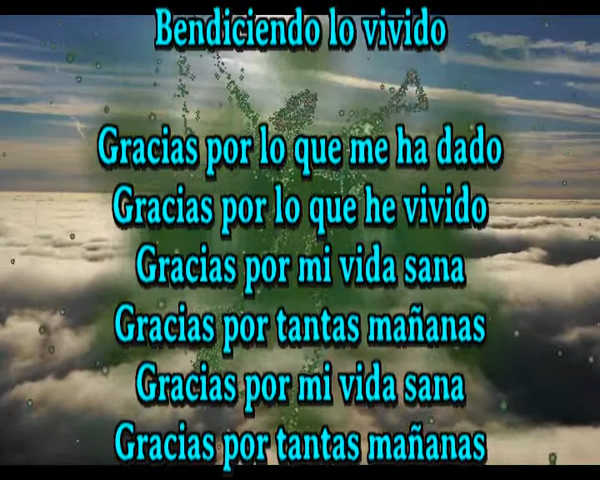 Bendiciendo lo vivido
Gracias por lo que me ha dado
Gracias por lo que he vivido
Gracias por mi vida sana
Gracias por tantas mañanas
Gracias por mi vida sana
Gracias por tantas mañanas